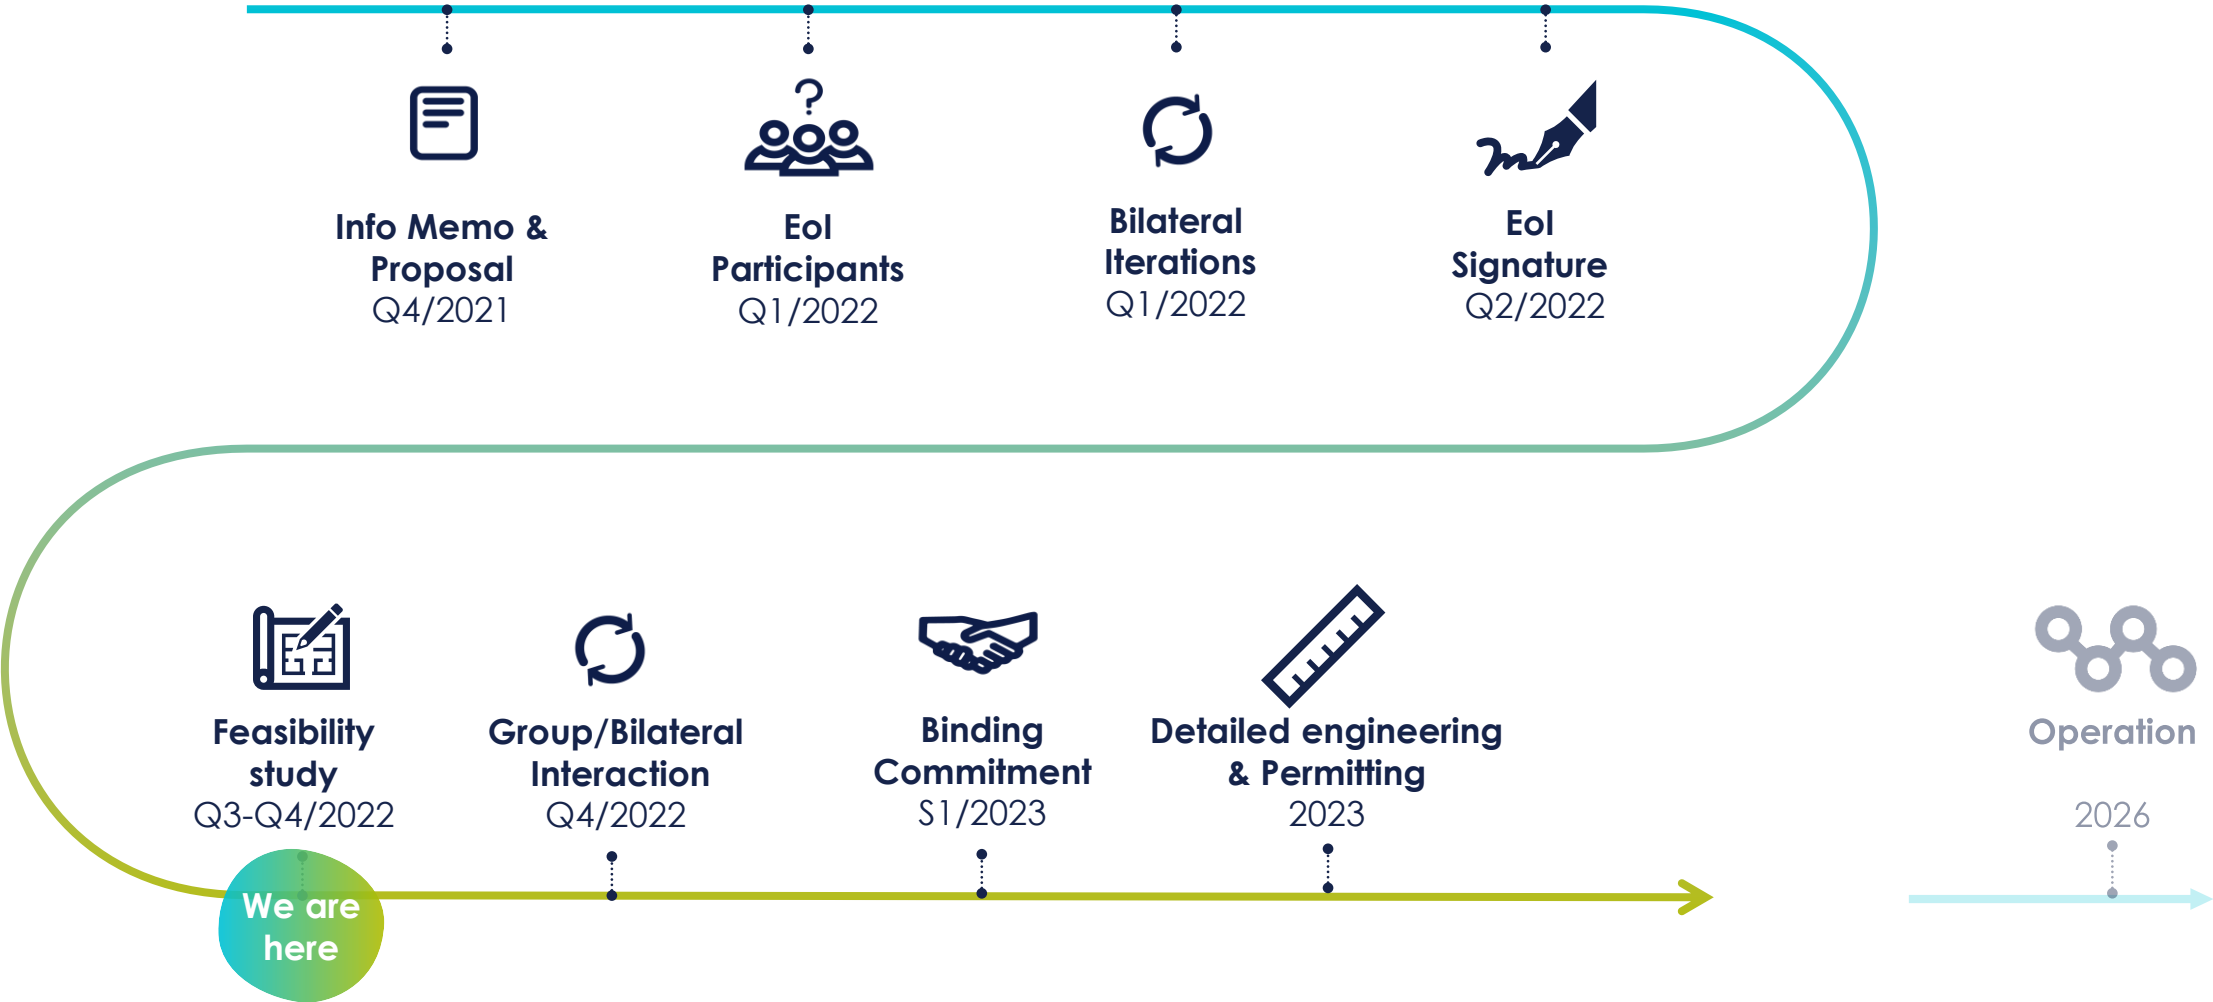 ?
Info Memo &
Proposal
Q4/2021
EoI
Participants
Q1/2022
Bilateral
Iterations
Q1/2022
EoI
Signature
Q2/2022
Feasibility
study
Q3-Q4/2022
Group/Bilateral
Interaction
Q4/2022
Binding
Commitment
S1/2023
Detailed engineering
& Permitting
2023
Operation
2026
We are
here